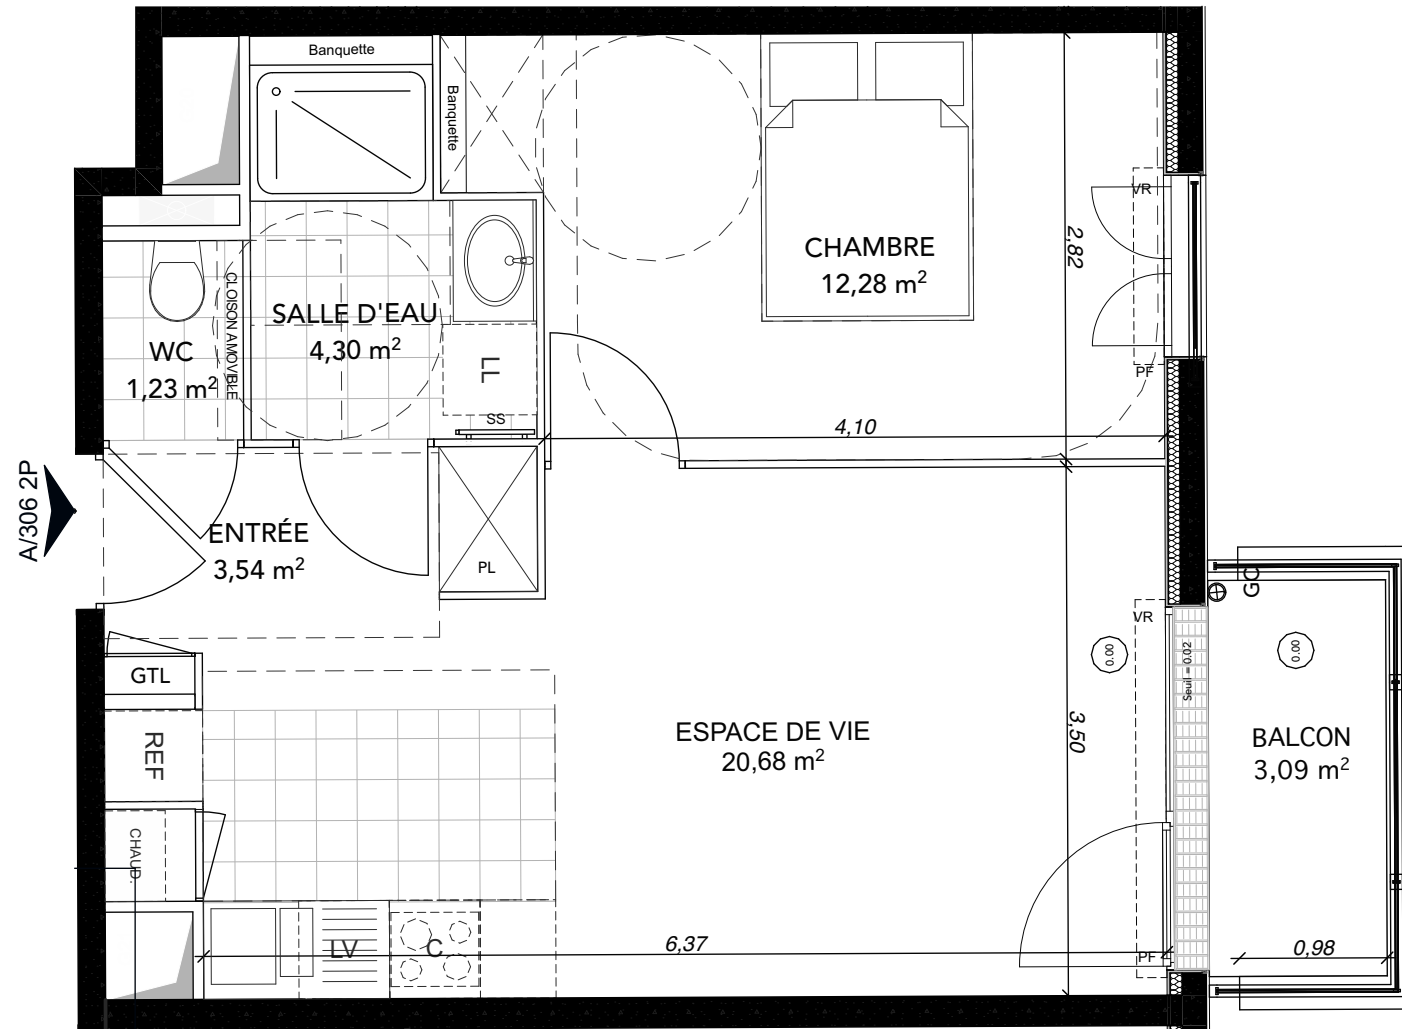 Banquette
Banquette
VR
CHAMBRE
12,28 m²
2,82
CLOISON AMOVIBLE
SALLE D'EAU
4,30 m²
WC
1,23 m²
LL
PF
SS
4,10
A/306 2P
ENTRÉE
3,54 m²
PL
GC
VR
0.00
Seuil = 0.02
0.00
GTL
REF
ESPACE DE VIE
20,68 m²
3,50
BALCON
3,09 m²
CHAUD.
LV
C
6,37
PF
0,98